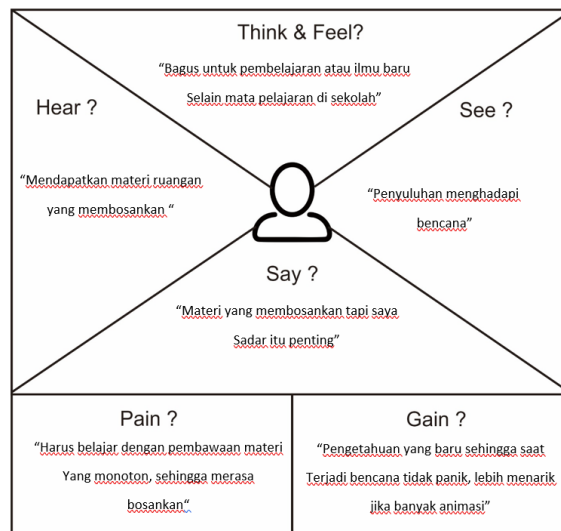 Think & Feel?
“Bagus untuk pembelajaran atau ilmu baru
Selain mata pelajaran di sekolah”
Hear ?
“Mendapatkan materi ruangan
yang membosankan “
See ?
“Penyuluhan menghadapi
bencana”
Say ?
“Materi yang membosankan tapi saya
Sadar itu penting”
Pain ?
“Harus belajar dengan pembawaan materi
Yang monoton, sehingga merasa
bosankan“
Gain ?
“Pengetahuan yang baru sehingga saat
Terjadi bencana tidak panik, lebih menarik
jika banyak animasi”